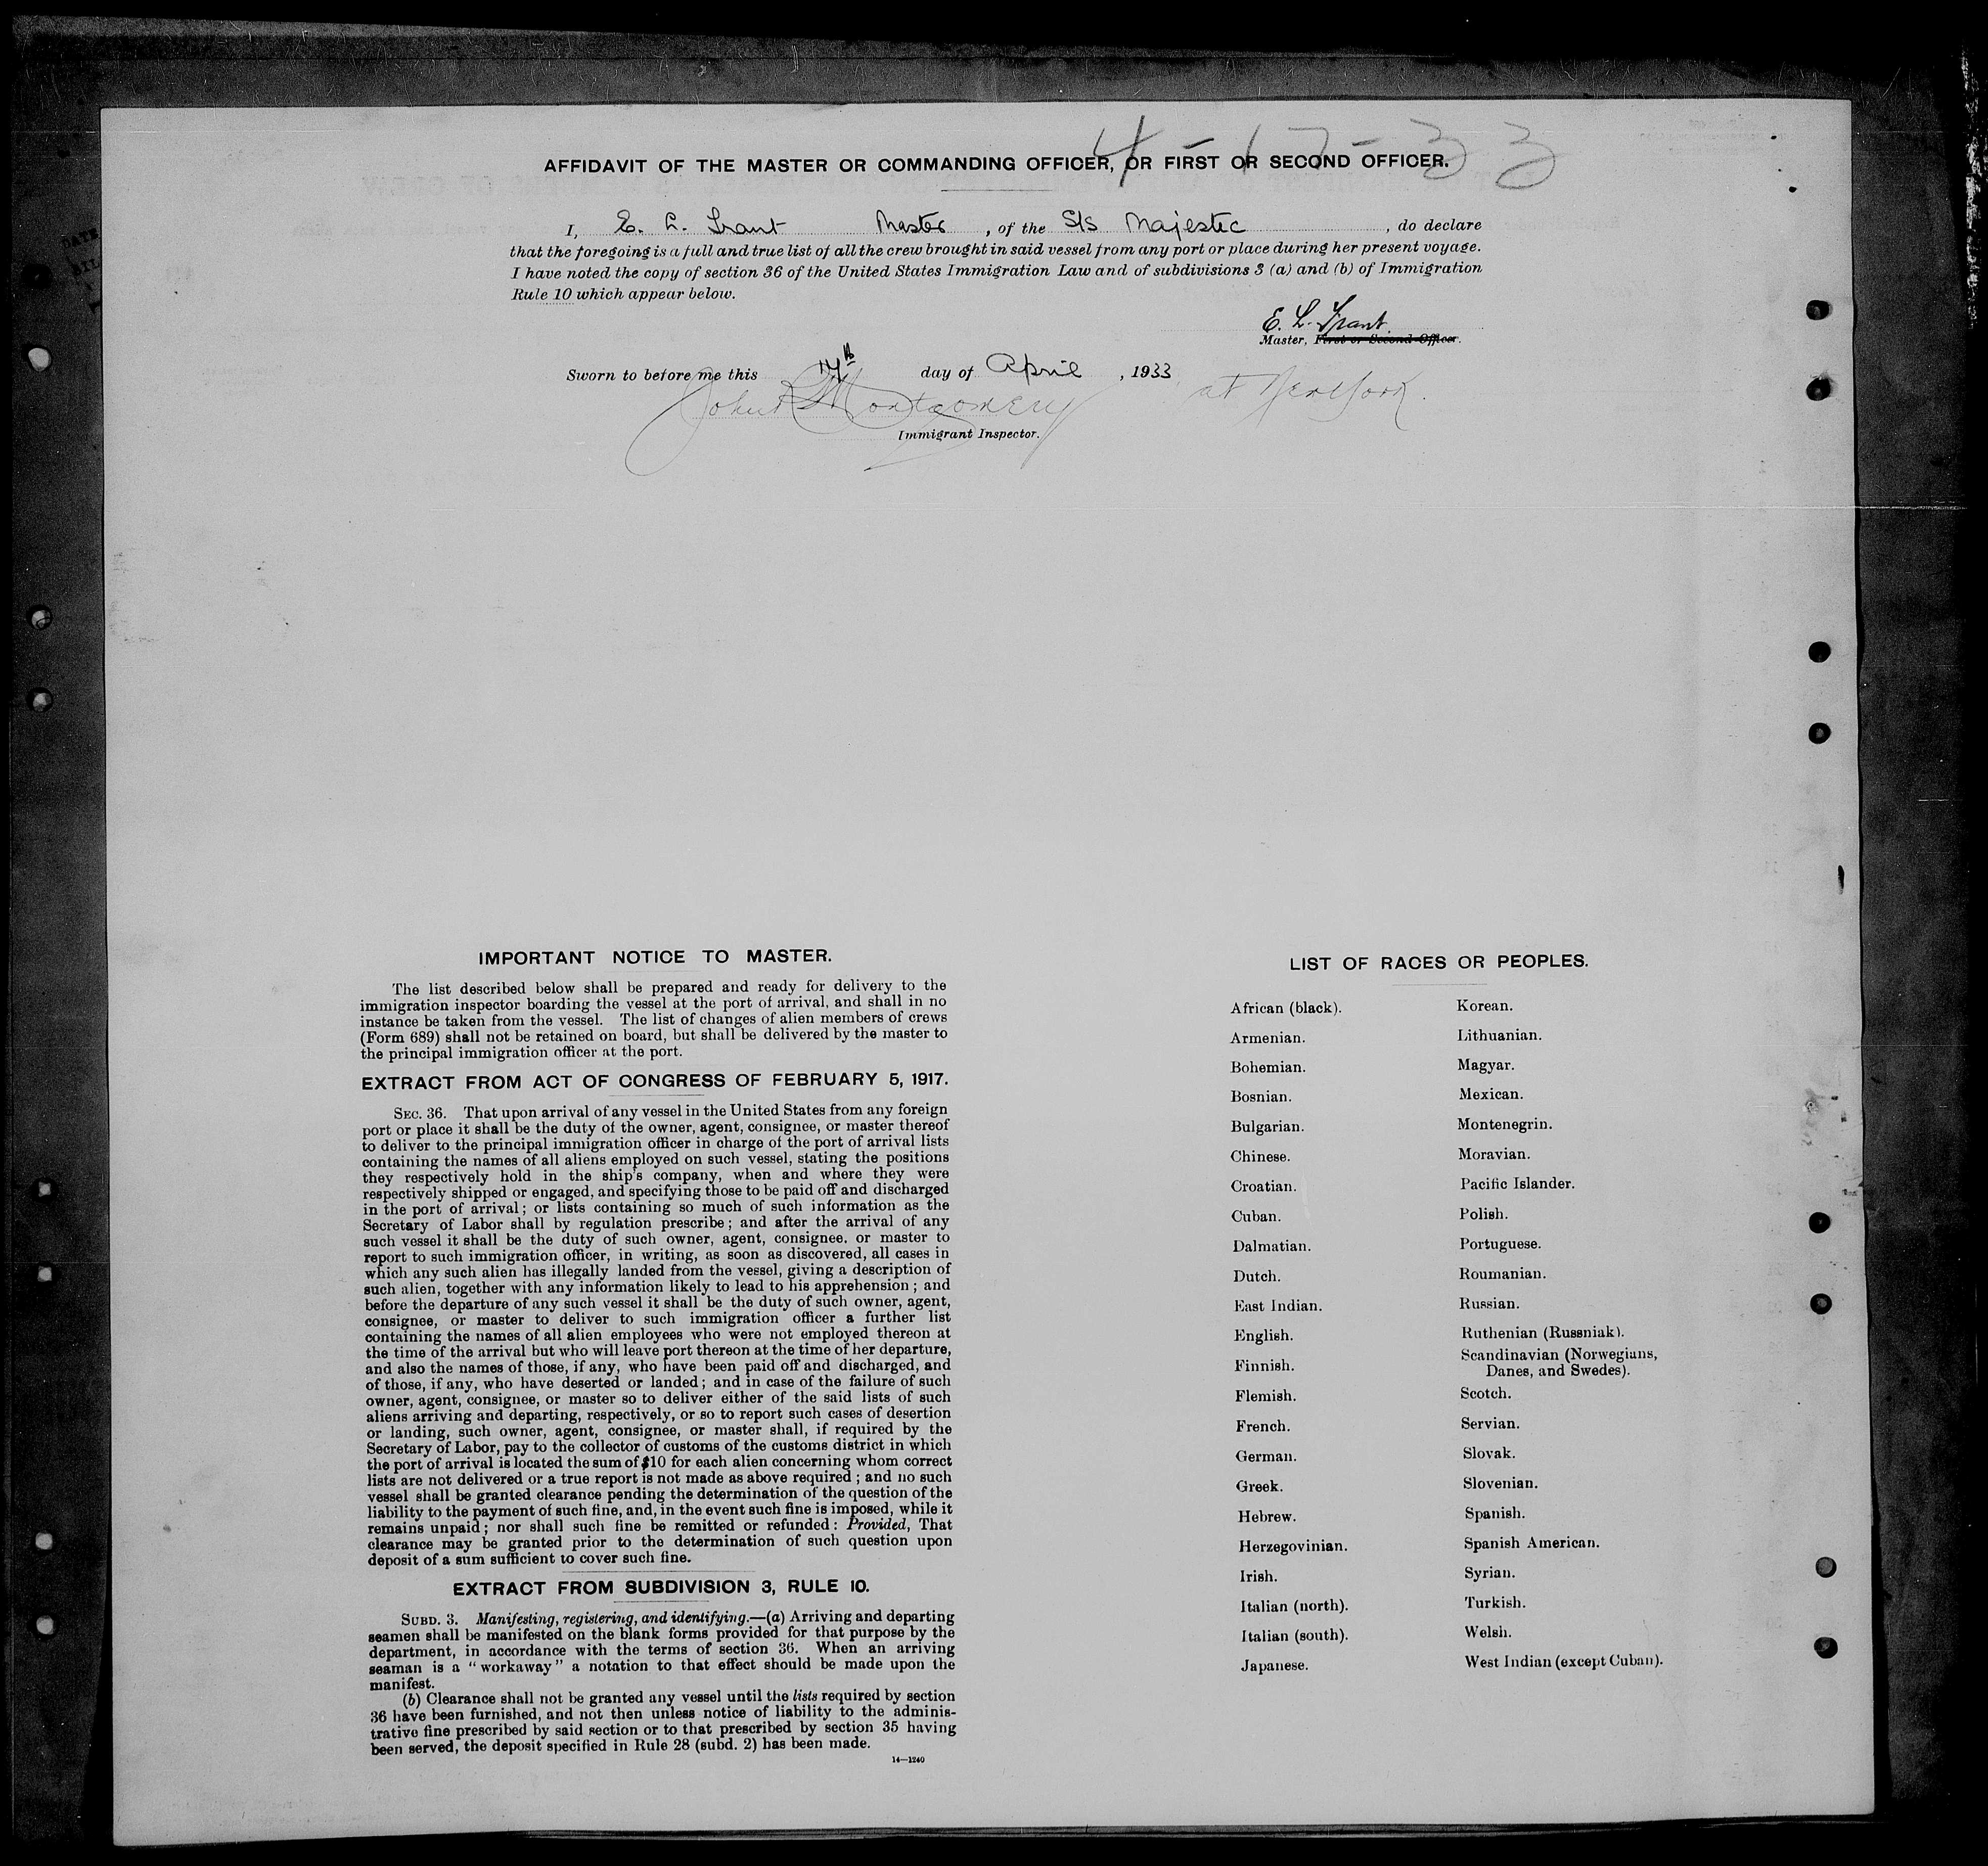 4-17-33
AFFIDAVIT OF THE MASTER OR COMMANDING OFFICER, OR FIRST OR SECOND OFFICER.
I, E. L. Trant Master, of the S/S Majestic, do declare
that the foregoing is a full and true list of all the crew brought in said vessel from any port or place during her present voyage.
I have noted the copy of section 36 of the United States Immigration Law and of subdivisions 3 (a) and (b) of Immigration
Rule 10 which appear below.
E. L. Trant.
Master, First or Second Officer.
Sworn to before me this 17th day of April, 1933 at New York.
John R Montgomery
Immigrant Inspector.
IMPORTANT NOTICE TO MASTER.
The list described below shall be prepared and ready for delivery to the
immigration inspector boarding the vessel at the port of arrival, and shall in no
instance be taken from the vessel. The list of changes of alien members of crews
(Form 689) shall not be retained on board, but shall be delivered by the master to
the principal immigration officer at the port.
EXTRACT FROM ACT OF CONGRESS OF FEBRUARY 5, 1917.
SEC. 36. That upon arrival of any vessel in the United States from any foreign
port or place it shall be the duty of the owner, agent, consignee, or master thereof
to deliver to the principal immigration officer in charge of the port of arrival lists
containing the names of all aliens employed on such vessel, stating the positions
they respectively hold in the ship's company, when and where they were
respectively shipped or engaged, and specifying those to be paid off and discharged
in the port of arrival; or lists containing so much of such information as the
Secretary of Labor shall by regulation prescribe; and after the arrival of any
such vessel it shall be the duty of such owner, agent, consignee, or master to
report to such immigration officer, in writing, as soon as discovered, all cases in
which any such alien has illegally landed from the vessel, giving a description of
such alien, together with any information likely to lead to his apprehension; and
before the departure of any such vessel it shall be the duty of such owner, agent,
consignee, or master to deliver to such immigration officer a further list
containing the names of all alien employees who were not employed thereon at
the time of the arrival but who will leave port thereon at the time of her departure,
and also the names of those, if any, who have been paid off and discharged, and
of those, if any, who have deserted or landed; and in case of the failure of such
owner, agent, consignee, or master so to deliver either of the said lists of such
aliens arriving and departing, respectively, or so to report such cases of desertion
or landing, such owner, agent, consignee, or master shall, if required by the
Secretary of Labor, pay to the collector of customs of the customs district in which
the port of arrival is located the sum of $10 for each alien concerning whom correct
lists are not delivered or a true report is not made as above required; and no such
vessel shall be granted clearance pending the determination of the question of the
liability to the payment of such fine, and, in the event such fine is imposed, while it
remains unpaid; nor shall such fine be remitted or refunded: Provided, That
clearance may be granted prior to the determination of such question upon
deposit of a sum sufficient to cover such fine.
EXTRACT FROM SUBDIVISION 3, RULE 10.
SUBD. 3. Manifesting, registering, and identifying.—(a) Arriving and departing
seamen shall be manifested on the blank forms provided for that purpose by the
department, in accordance with the terms of section 36. When an arriving
seaman is a "workaway" a notation to that effect should be made upon the
manifest.
(b) Clearance shall not be granted any vessel until the lists required by section
36 have been furnished, and not then unless notice of liability to the adminis-
trative fine prescribed by said section or to that prescribed by section 35 having
been served, the deposit specified in Rule 28 (subd. 2) has been made.
14—1240
LIST OF RACES OR PEOPLES.
African (black).
Armenian.
Bohemian.
Bosnian.
Bulgarian.
Chinese.
Croatian.
Cuban.
Dalmatian.
Dutch.
East Indian.
English.
Finnish.
Flemish.
French.
German.
Greek.
Hebrew.
Herzegovinian.
Irish.
Italian (north).
Italian (south).
Japanese.
Korean.
Lithuanian.
Magyar.
Mexican.
Montenegrin.
Moravian.
Pacific Islander.
Polish.
Portuguese.
Roumanian.
Russian.
Ruthenian (Russniak).
Scandinavian (Norwegians,
Danes, and Swedes).
Scotch.
Servian.
Slovak.
Slovenian.
Spanish.
Spanish American.
Syrian.
Turkish.
Welsh.
West Indian (except Cuban).